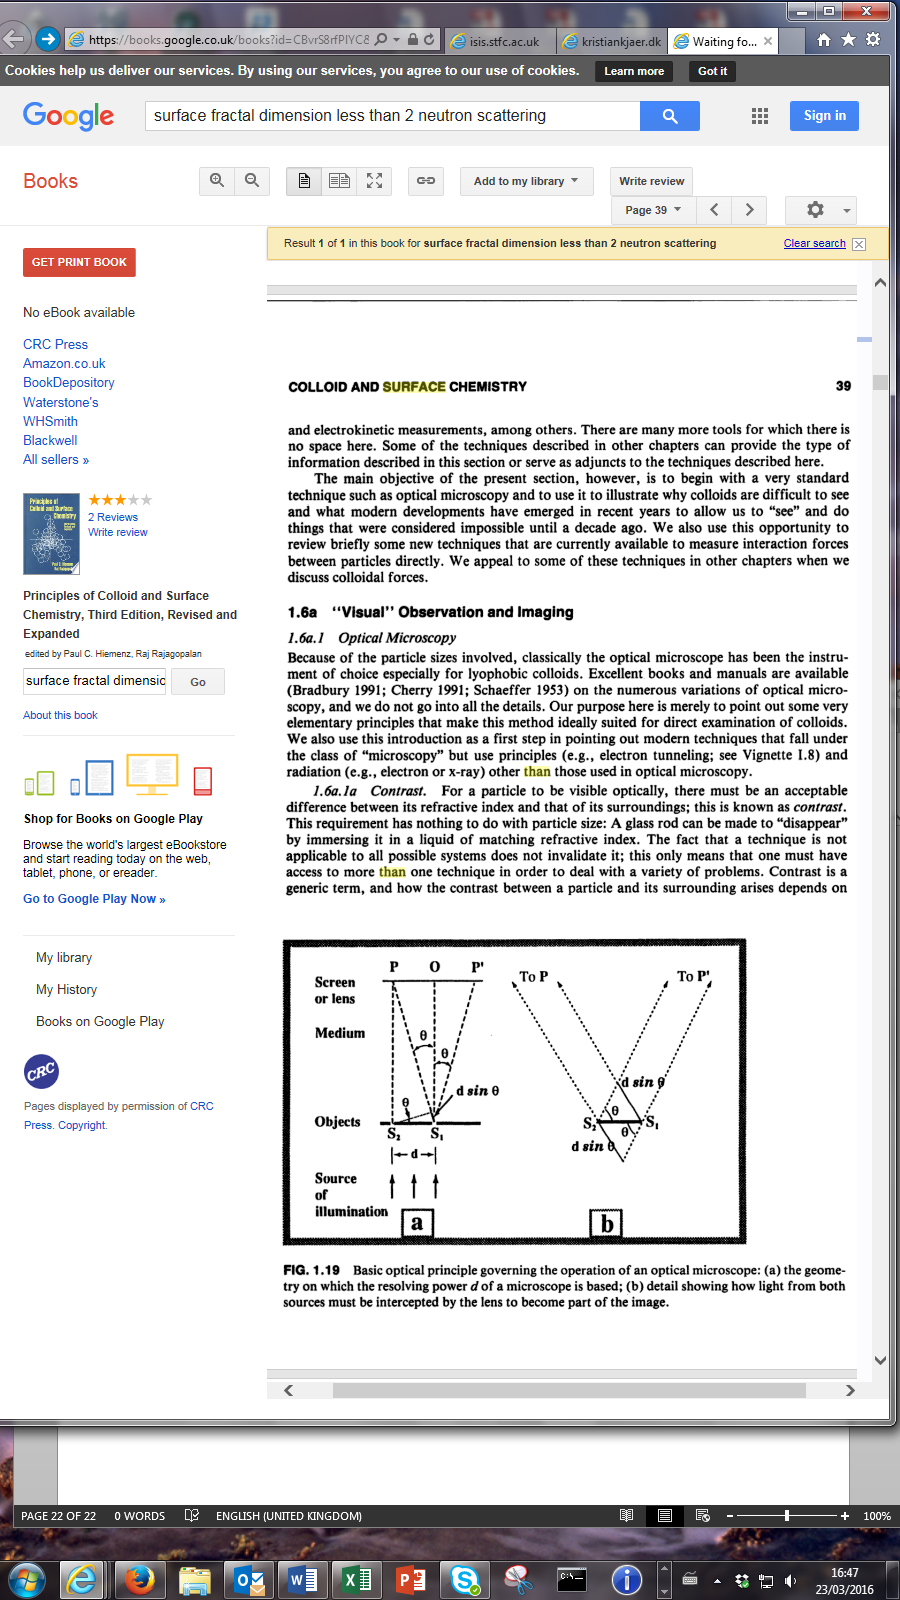 https://books.google.co.uk/books?id=CBvrS8rfPIYC&
isis.stfc.ac.uk
kristiankjaer.dk
Waiting fo...
Cookies help us deliver our services. By using our services, you agree to our use of cookies.
Learn more
Got it
Google
surface fractal dimension less than 2 neutron scattering
Sign in
Books
Add to my library
Write review
Page 39
Result 1 of 1 in this book for surface fractal dimension less than 2 neutron scattering
Clear search
GET PRINT BOOK
No eBook available
CRC Press
Amazon.co.uk
BookDepository
Waterstone's
WHSmith
Blackwell
All sellers »
Principles of
Colloid and Surface
Chemistry
2 Reviews
Write review
Principles of Colloid and Surface
Chemistry, Third Edition, Revised and
Expanded
edited by Paul C. Hiemenz, Raj Rajagopalan
surface fractal dimensic
Go
About this book
Shop for Books on Google Play
Browse the world's largest eBookstore
and start reading today on the web,
tablet, phone, or ereader.
Go to Google Play Now »
My library
My History
Books on Google Play
CRC
Pages displayed by permission of CRC
Press. Copyright.
COLLOID AND SURFACE CHEMISTRY 39
and electrokinetic measurements, among others. There are many more tools for which there is
no space here. Some of the techniques described in other chapters can provide the type of
information described in this section or serve as adjuncts to the techniques described here.
The main objective of the present section, however, is to begin with a very standard
technique such as optical microscopy and to use it to illustrate why colloids are difficult to see
and what modern developments have emerged in recent years to allow us to “see” and do
things that were considered impossible until a decade ago. We also use this opportunity to
review briefly some new techniques that are currently available to measure interaction forces
between particles directly. We appeal to some of these techniques in other chapters when we
discuss colloidal forces.
1.6a "Visual" Observation and Imaging
1.6a.1 Optical Microscopy
Because of the particle sizes involved, classically the optical microscope has been the instru-
ment of choice especially for lyophobic colloids. Excellent books and manuals are available
(Bradbury 1991; Cherry 1991; Schaeffer 1953) on the numerous variations of optical micro-
scopy, and we do not go into all the details. Our purpose here is merely to point out some very
elementary principles that make this method ideally suited for direct examination of colloids.
We also use this introduction as a first step in pointing out modern techniques that fall under
the class of “microscopy” but use principles (e.g., electron tunneling; see Vignette I.8) and
radiation (e.g., electron or x-ray) other than those used in optical microscopy.
1.6a.1a Contrast. For a particle to be visible optically, there must be an acceptable
difference between its refractive index and that of its surroundings; this is known as contrast.
This requirement has nothing to do with particle size: A glass rod can be made to “disappear”
by immersing it in a liquid of matching refractive index. The fact that a technique is not
applicable to all possible systems does not invalidate it; this only means that one must have
access to more than one technique in order to deal with a variety of problems. Contrast is a
generic term, and how the contrast between a particle and its surrounding arises depends on
P O P'
Screen
or lens
Medium
θ
θ
d sin θ
θ
Objects
S₂ S₁
d
Source
of
illumination
a
To P To P'
d sin θ
θ
S₂ S₁
θ
d sin θ
b
FIG. 1.19 Basic optical principle governing the operation of an optical microscope: (a) the geome-
try on which the resolving power d of a microscope is based; (b) detail showing how light from both
sources must be intercepted by the lens to become part of the image.
PAGE 22 OF 22 0 WORDS ENGLISH (UNITED KINGDOM) 100%
16:47
23/03/2016